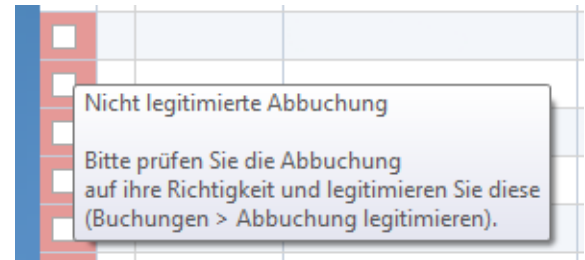 Nicht legitimierte Abbuchung
Bitte prüfen Sie die Abbuchung
auf ihre Richtigkeit und legitimieren Sie diese
(Buchungen > Abbuchung legitimieren).